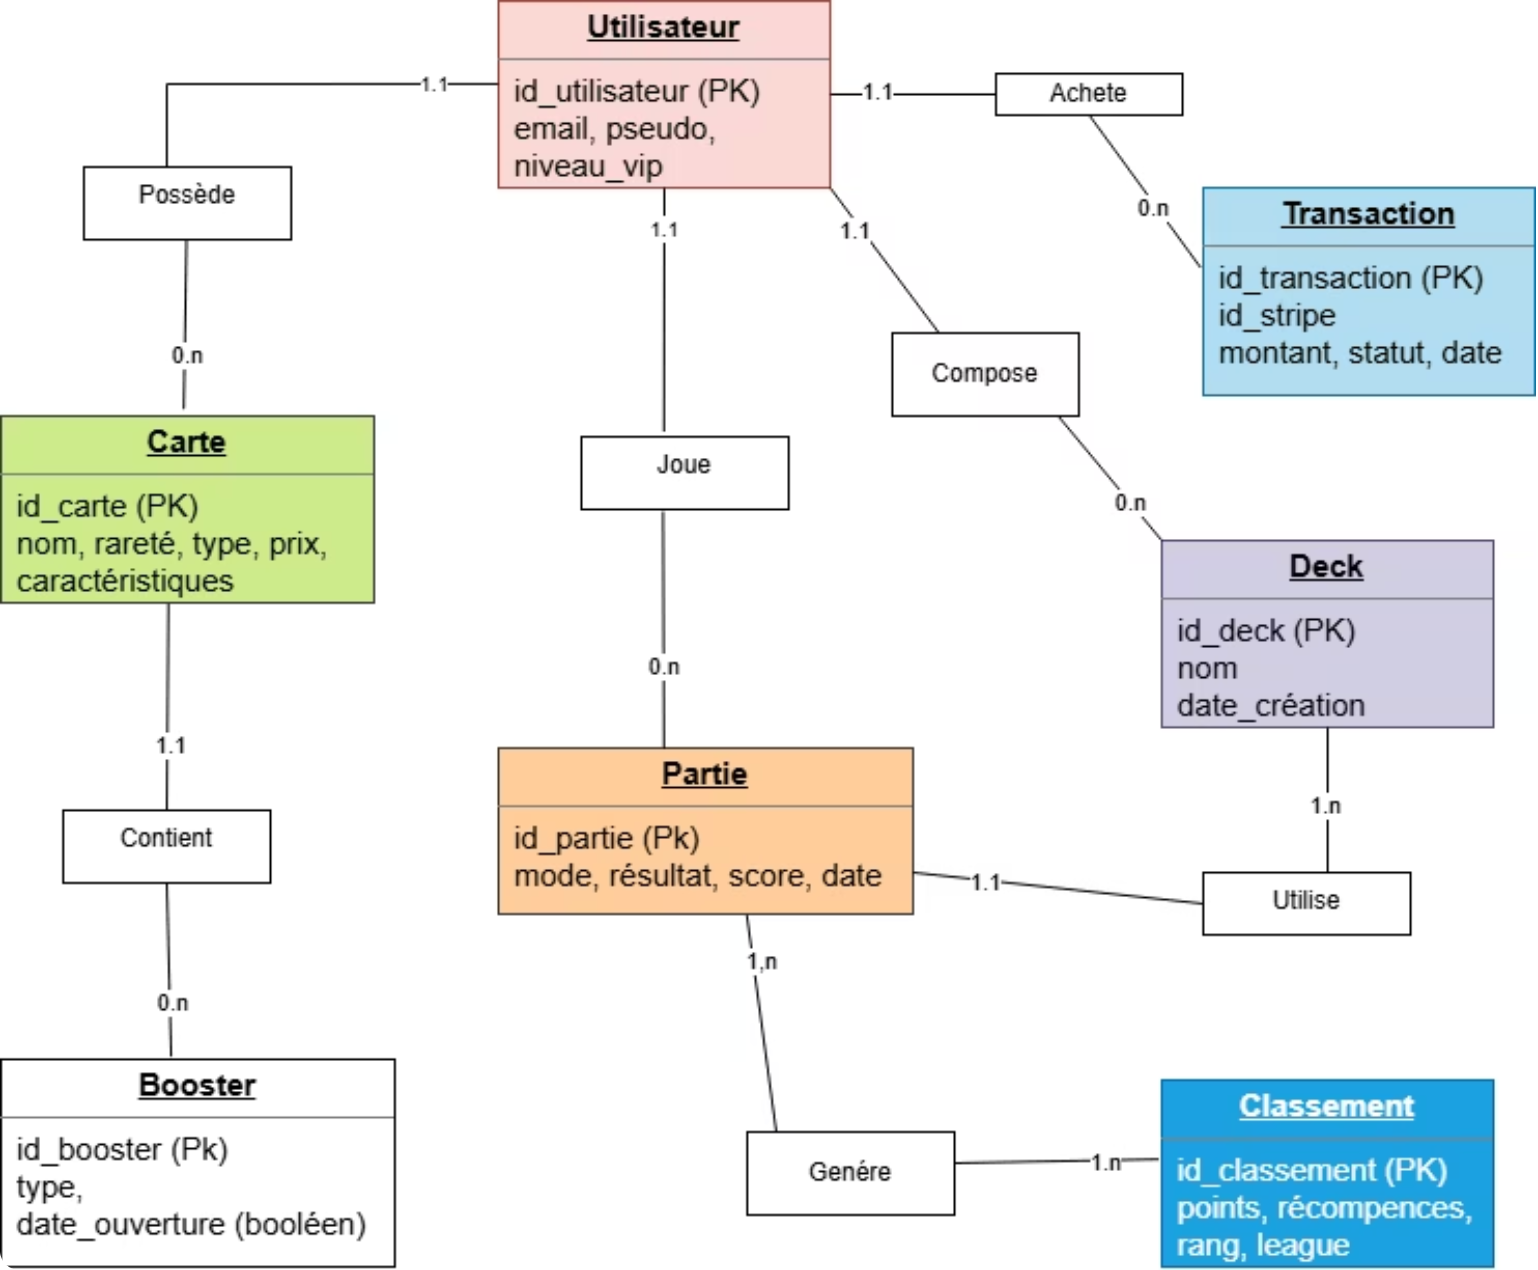 Utilisateur
id_utilisateur (PK)
email, pseudo,
niveau_vip
1.1
1.1
Achete
Possède
1.1
1.1
0.n
Transaction
id_transaction (PK)
id_stripe
montant, statut, date
0.n
Compose
Carte
id_carte (PK)
nom, rareté, type, prix,
caractéristiques
Joue
0.n
Deck
id_deck (PK)
nom
date_création
0.n
1.1
Partie
id_partie (Pk)
mode, résultat, score, date
1.n
Contient
1.1
Utilise
1,n
0.n
Booster
id_booster (Pk)
type,
date_ouverture (booléen)
Genére
1.n
Classement
id_classement (PK)
points, récompences,
rang, league